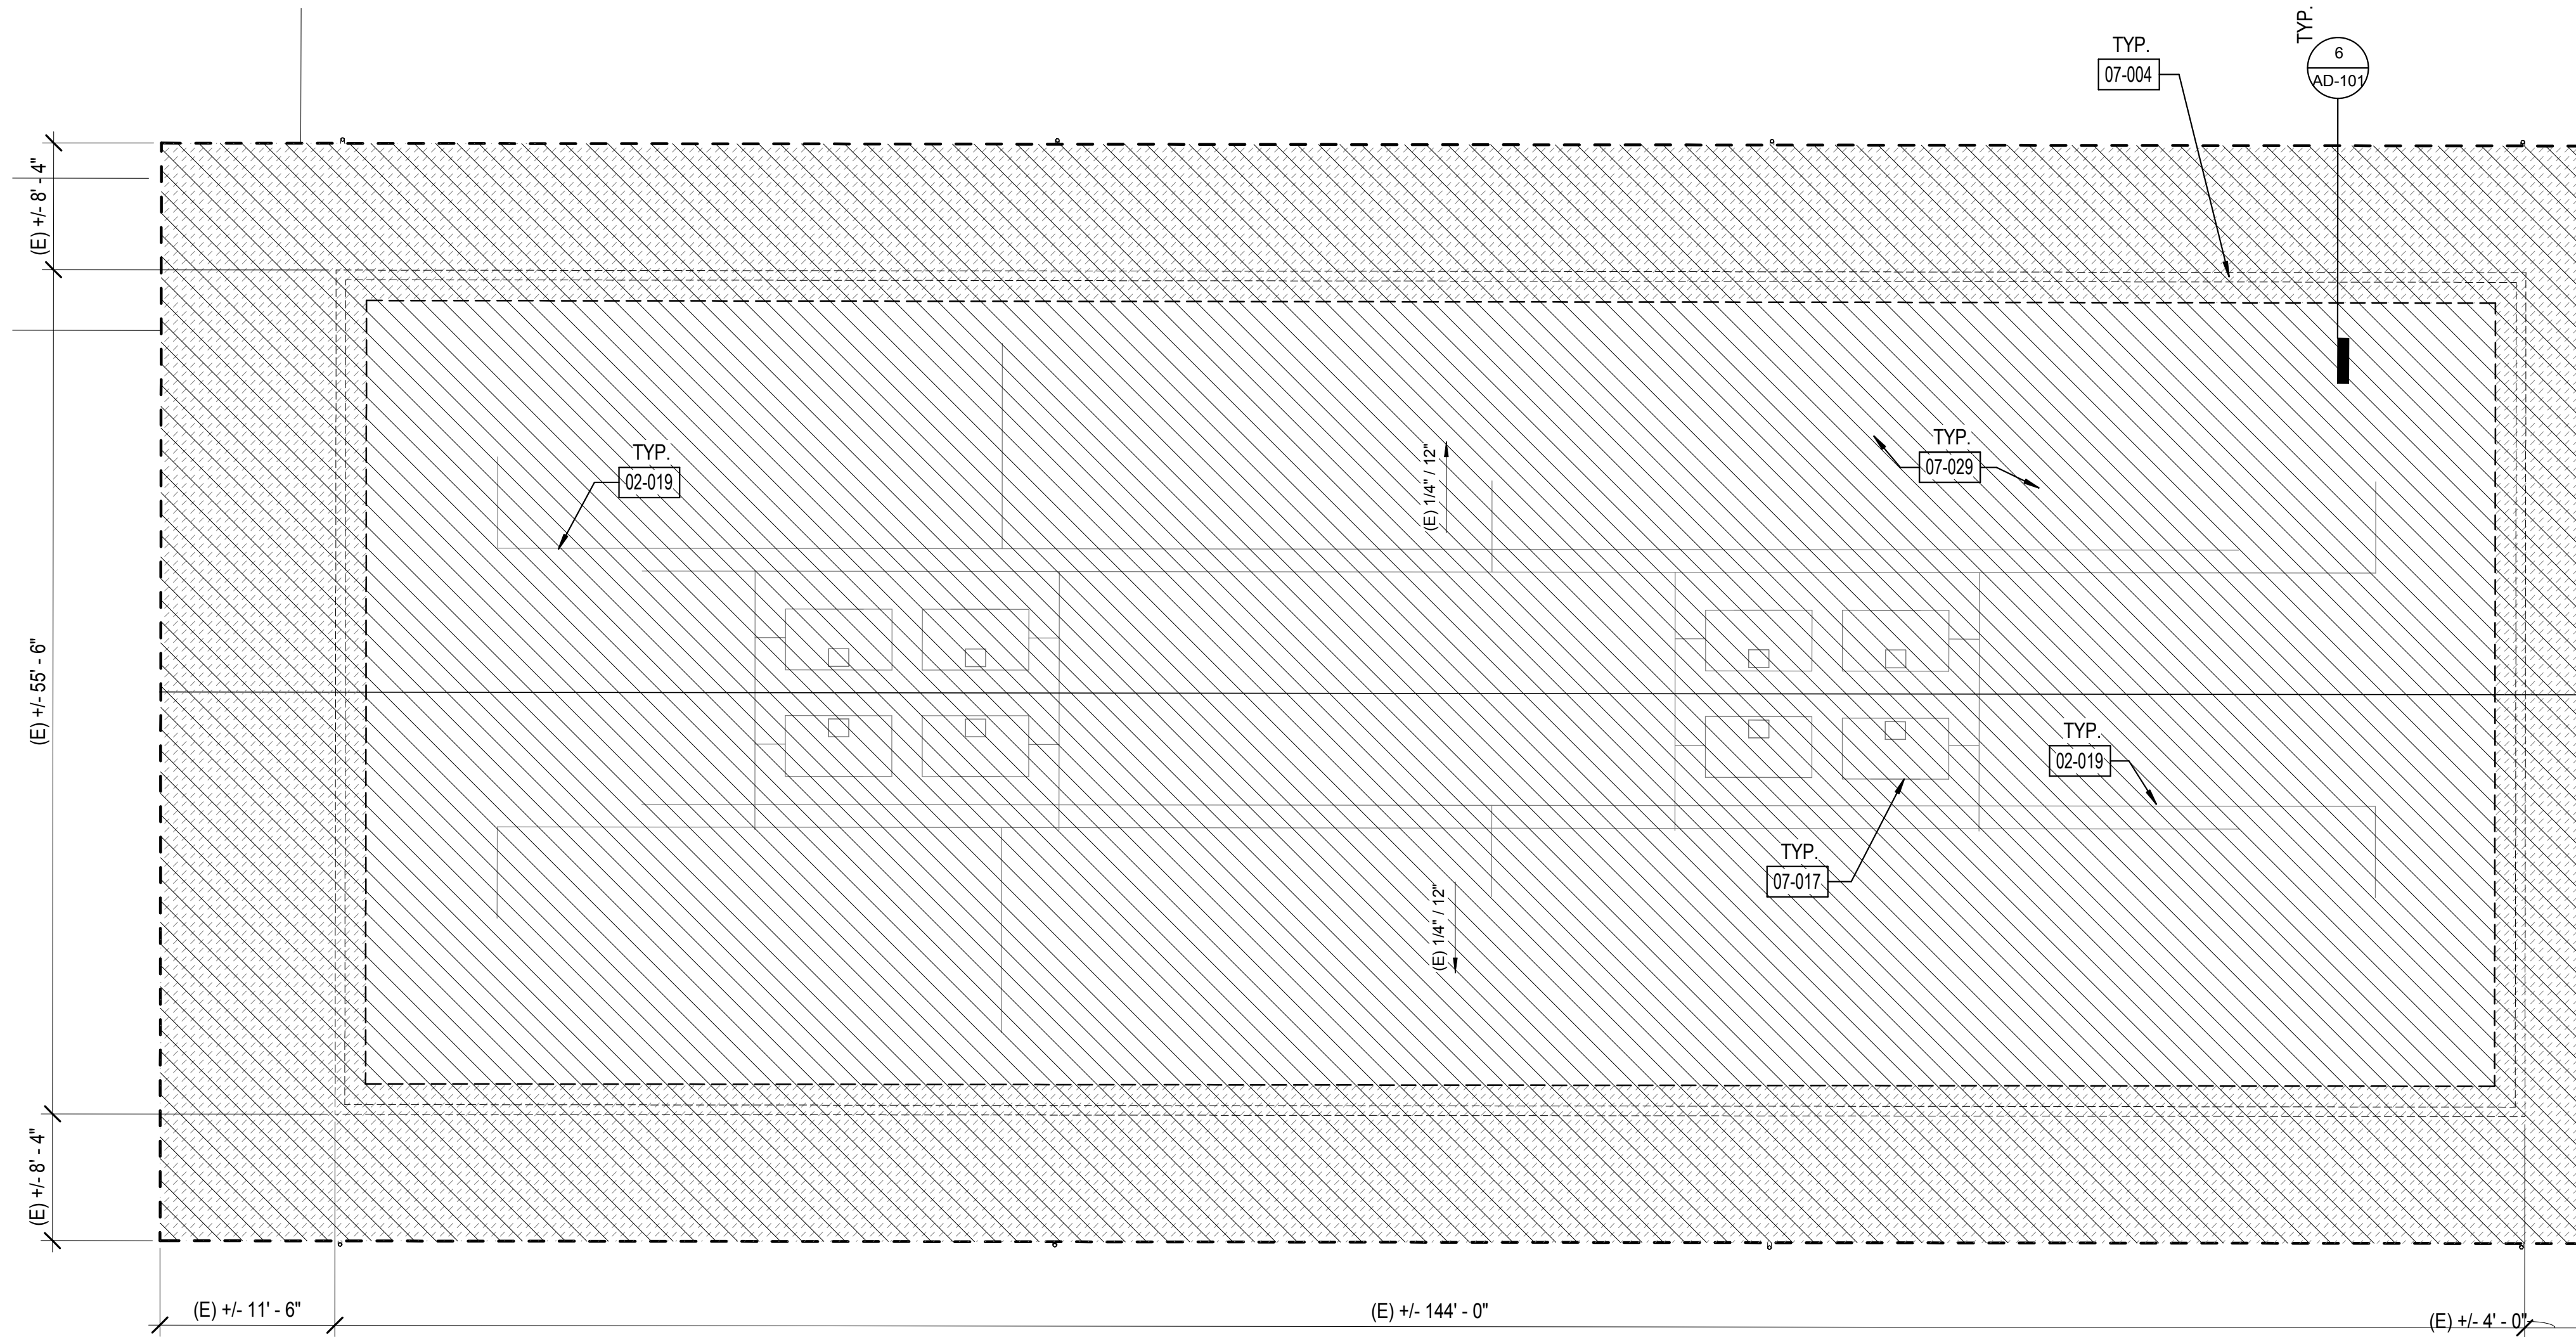 TYP.
TYP.
07-004
6
AD-101
(E) +/- 8' - 4"
TYP.
02-019
(E) 1/4" / 12"
TYP.
07-029
(E) +/- 55' - 6"
TYP.
02-019
TYP.
07-017
(E) 1/4" / 12"
(E) +/- 8' - 4"
(E) +/- 11' - 6"
(E) +/- 144' - 0"
(E) +/- 4' - 0"